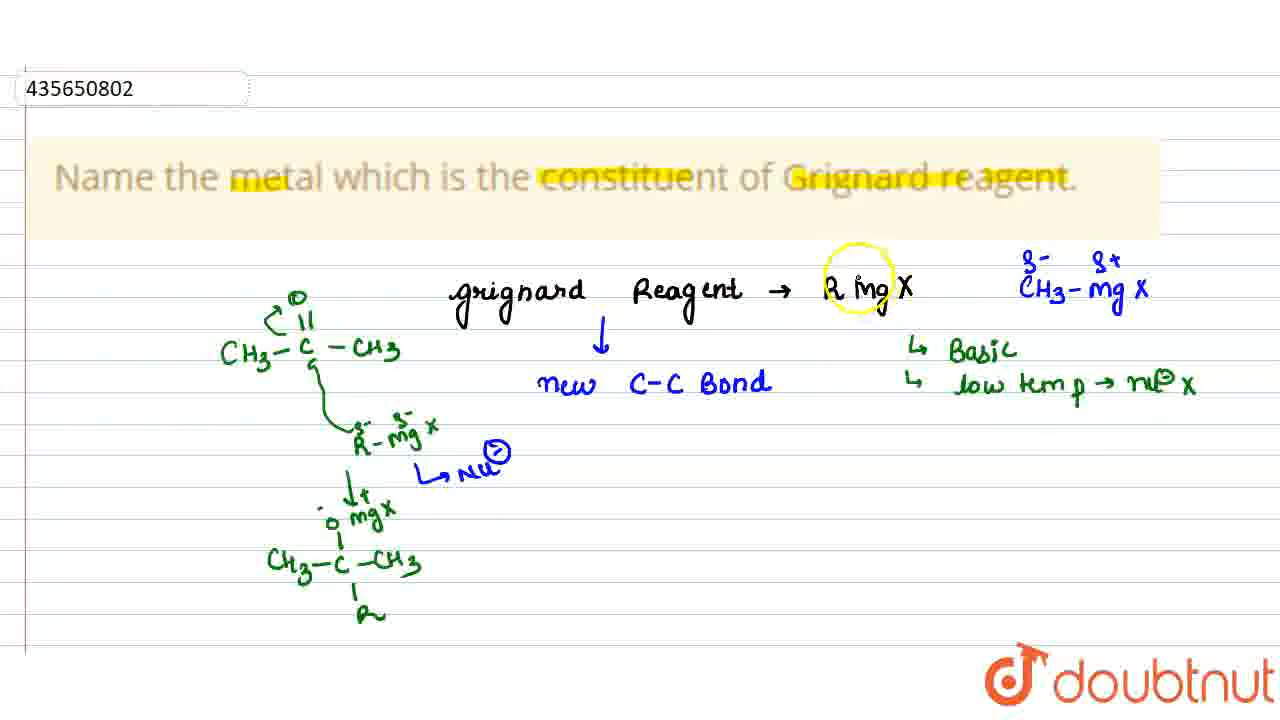 435650802
Name the metal which is the constituent of Grignard reagent.
grignard Reagent → R mg X
δ- δ+
CH3-mg X
new C-C Bond
↳ Basic
↳ low temp → nu⊖ X
O
||
CH3 - C - CH3
δ- δ-
R - mg X
↳ Nu⊖
- +
O mg X
|
CH3 - C - CH3
|
R
doubtnut